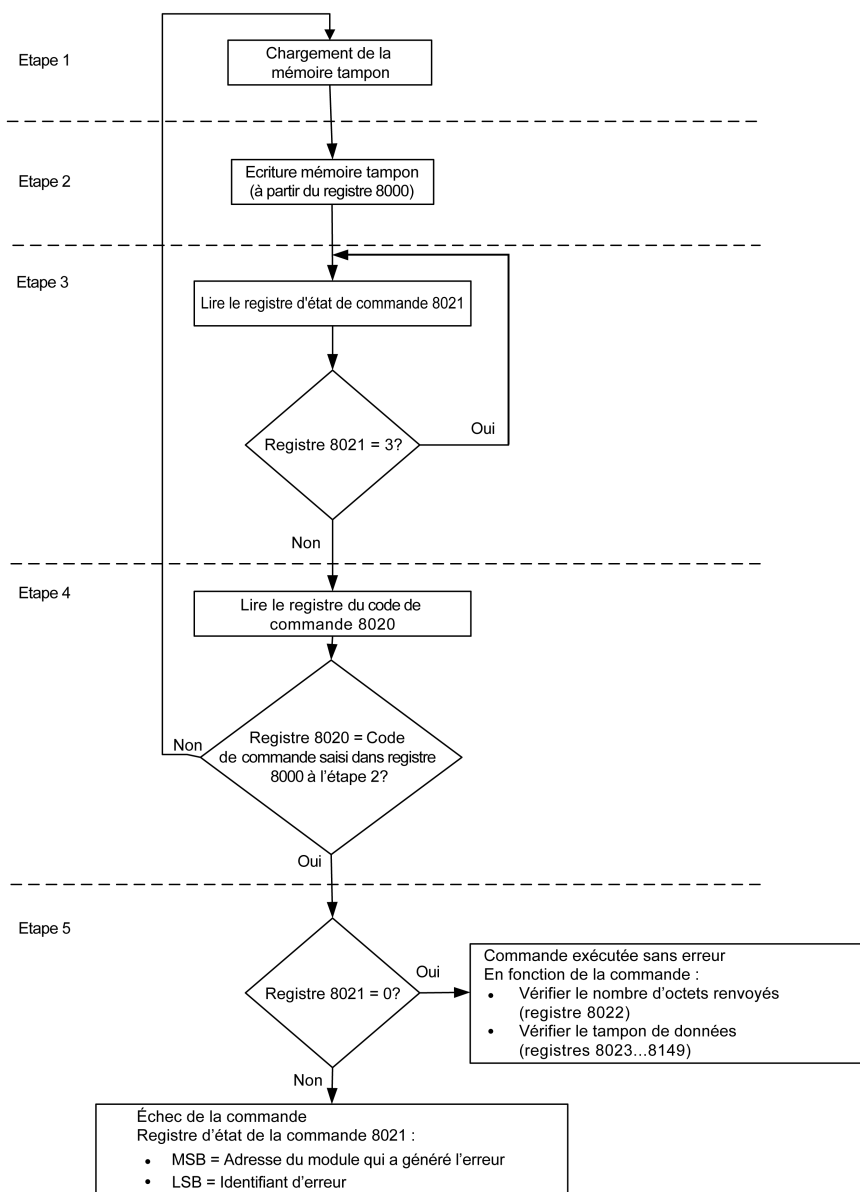 Etape 1
Chargement de la
mémoire tampon
Etape 2
Ecriture mémoire tampon
(à partir du registre 8000)
Etape 3
Lire le registre d'état de commande 8021
Oui
Registre 8021 = 3?
Non
Etape 4
Lire le registre du code de
commande 8020
Non
Registre 8020 = Code
de commande saisi dans registre
8000 à l'étape 2?
Oui
Etape 5
Registre 8021 = 0?
Oui
Commande exécutée sans erreur
En fonction de la commande :
• Vérifier le nombre d'octets renvoyés
(registre 8022)
• Vérifier le tampon de données
(registres 8023...8149)
Non
Échec de la commande
Registre d'état de la commande 8021 :
• MSB = Adresse du module qui a généré l'erreur
• LSB = Identifiant d'erreur